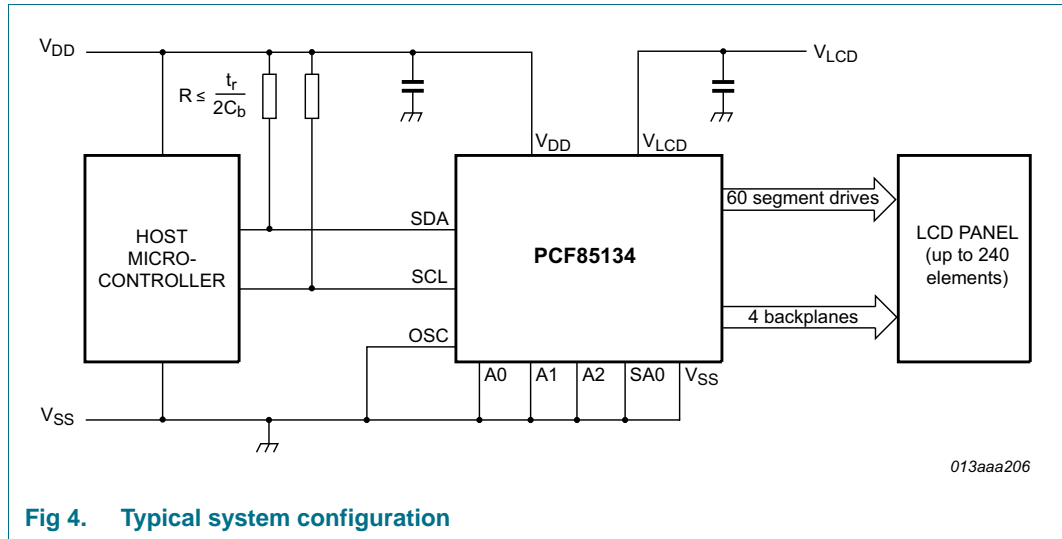 VDD
VLCD
R ≤ tr
2Cb
VDD
VLCD
60 segment drives
SDA
HOST
MICRO-
CONTROLLER
PCF85134
LCD PANEL
(up to 240
elements)
SCL
4 backplanes
OSC
A0 A1 A2 SA0 VSS
VSS
013aaa206
Fig 4. Typical system configuration